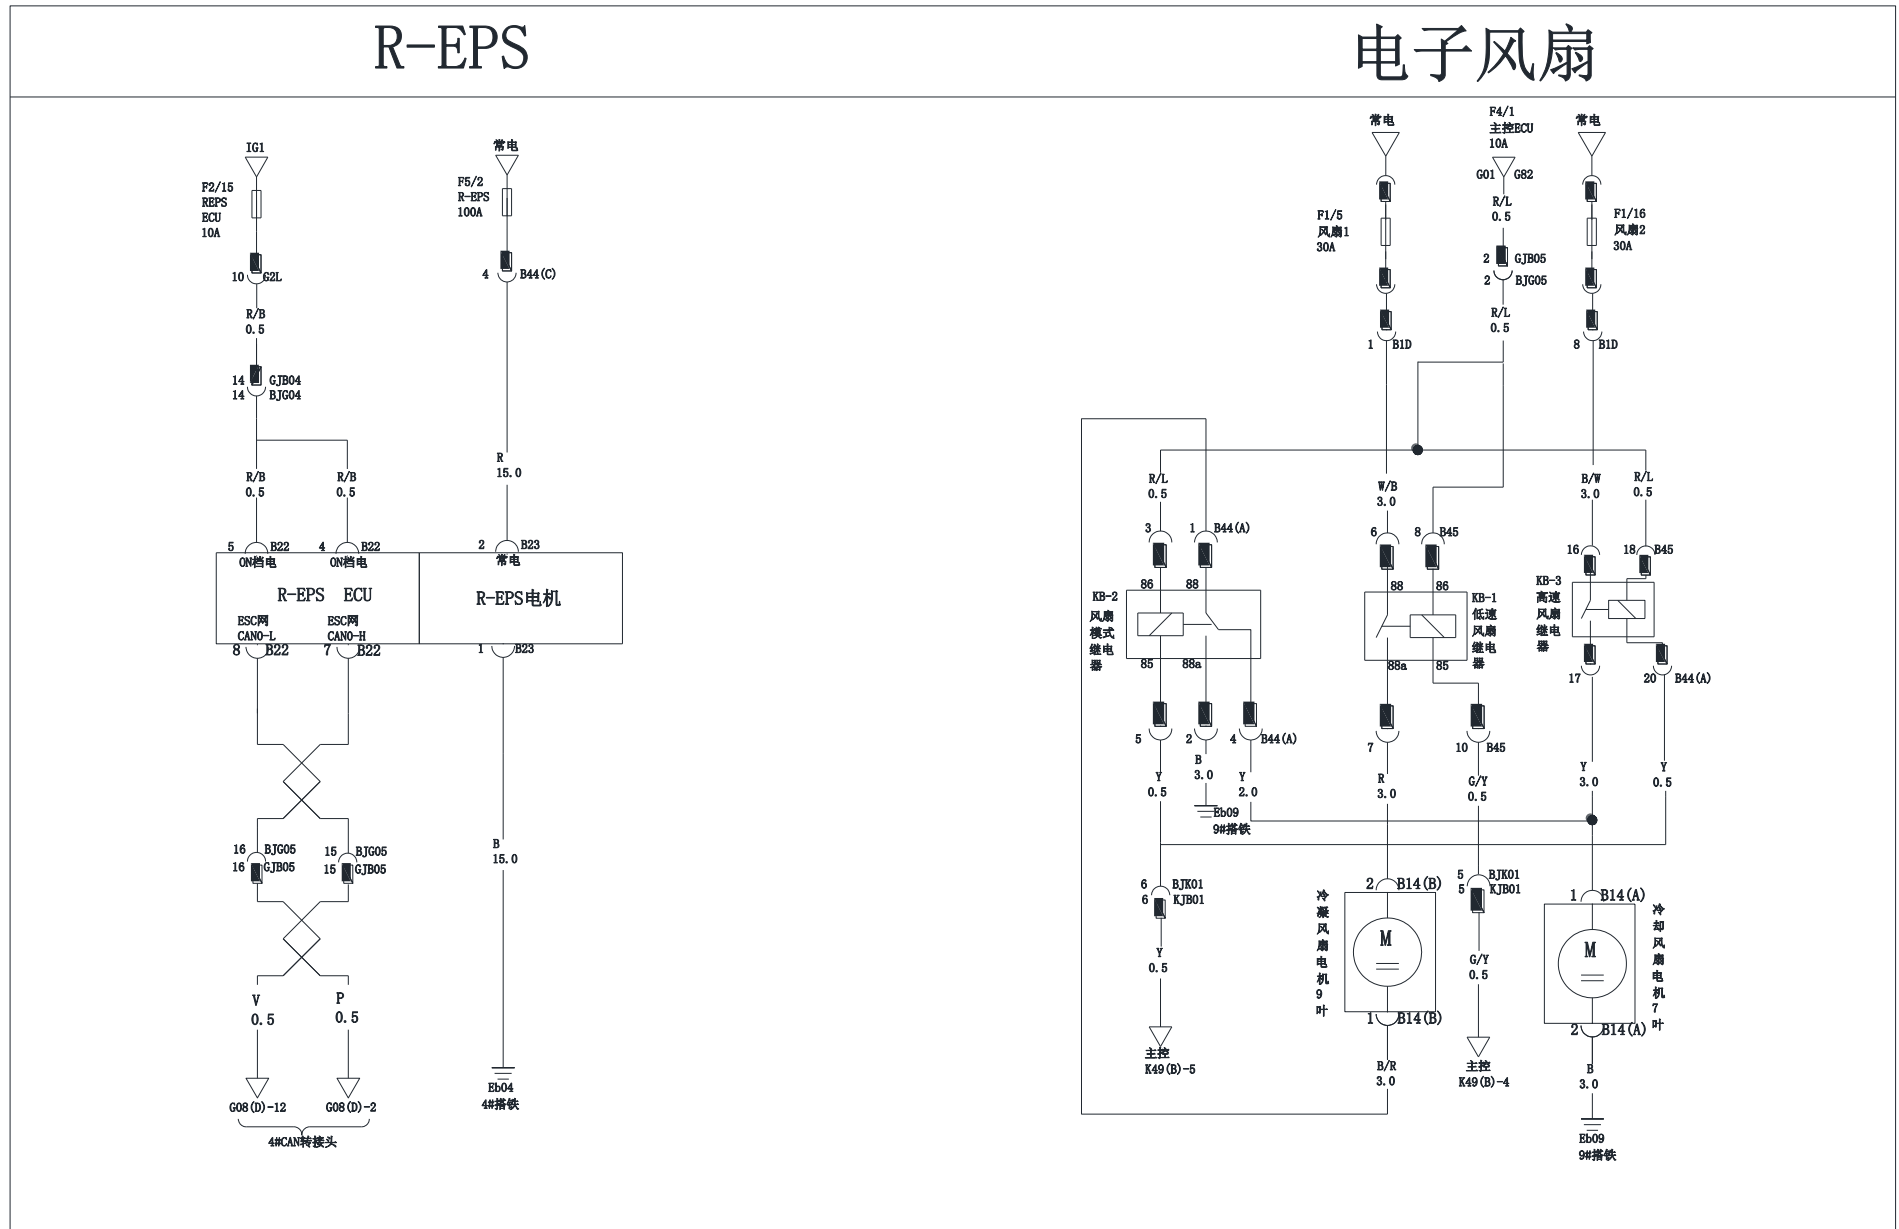 R-EPS
电子风扇
IG1
F2/15
REPS
ECU
10A
10
G2L
R/B
0.5
14
GJB04
14
BJG04
R/B
0.5
R/B
0.5
常电
F5/2
R-EPS
100A
4
B44(C)
R
15.0
5
B22
4
B22
2
B23
ON档电
ON档电
常电
R-EPS ECU
R-EPS电机
ESC网
CAN0-L
ESC网
CAN0-H
8
B22
7
B22
1
B23
16
BJG05
16
GJB05
15
BJG05
15
GJB05
B
15.0
V
0.5
P
0.5
G08(D)-12
G08(D)-2
4#CAN转接头
Eb04
4#搭铁
常电
F4/1
主控ECU
10A
常电
G01
G82
R/L
0.5
F1/5
风扇1
30A
F1/16
风扇2
30A
2
GJB05
2
BJG05
R/L
0.5
1
B1D
8
B1D
R/L
0.5
W/B
3.0
B/W
3.0
R/L
0.5
3
1
B44(A)
6
8
B45
16
18
B45
86
88
88
86
KB-2
风扇
模式
继电
器
KB-1
低速
风扇
继电
器
KB-3
高速
风扇
继电
器
85
88a
88a
85
17
20
B44(A)
5
2
4
B44(A)
7
10
B45
Y
0.5
B
3.0
Y
2.0
R
3.0
G/Y
0.5
Y
3.0
Y
0.5
Eb09
9#搭铁
6
BJK01
6
KJB01
2
B14(B)
5
BJK01
5
KJB01
1
B14(A)
冷
凝
风
扇
电
机
9
叶
M
M
冷
却
风
扇
电
机
7
叶
Y
0.5
G/Y
0.5
1
B14(B)
2
B14(A)
主控
K49(B)-5
B/R
3.0
主控
K49(B)-4
B
3.0
Eb09
9#搭铁